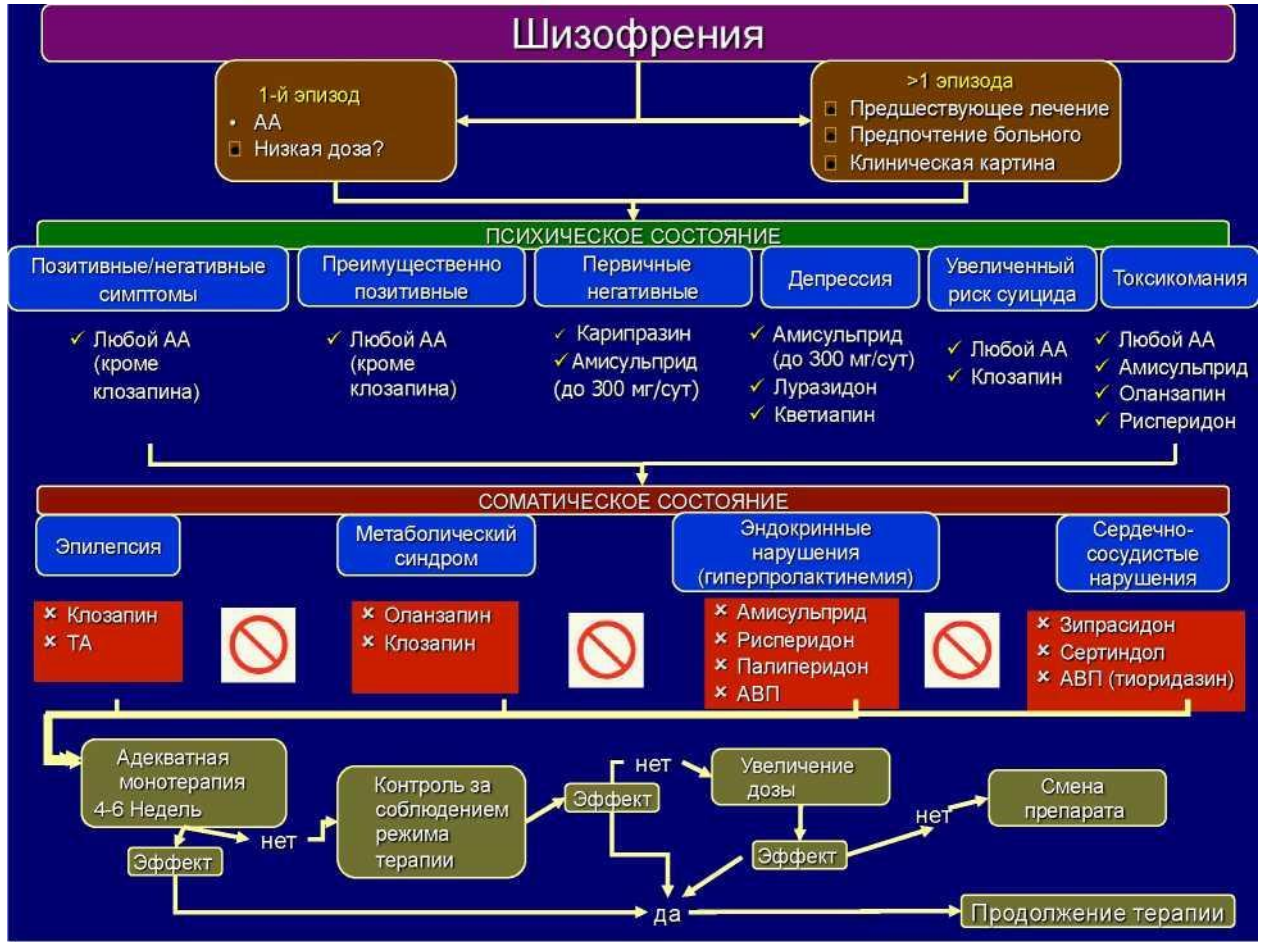 Шизофрения
1-й эпизод
• АА
Низкая доза?
>1 эпизода
Предшествующее лечение
Предпочтение больного
Клиническая картина
ПСИХИЧЕСКОЕ СОСТОЯНИЕ
Позитивные/негативные
симптомы
✓ Любой АА
(кроме
клозапина)
Преимущественно
позитивные
✓ Любой АА
(кроме
клозапина)
Первичные
негативные
✓ Карипразин
✓ Амисульприд
(до 300 мг/сут)
Депрессия
✓ Амисульприд
(до 300 мг/сут)
✓ Луразидон
✓ Кветиапин
Увеличенный
риск суицида
✓ Любой АА
✓ Клозапин
Токсикомания
✓ Любой АА
✓ Амисульприд
✓ Оланзапин
✓ Рисперидон
СОМАТИЧЕСКОЕ СОСТОЯНИЕ
Эпилепсия
× Клозапин
× ТА
Метаболический
синдром
× Оланзапин
× Клозапин
Эндокринные
нарушения
(гиперпролактинемия)
× Амисульприд
× Рисперидон
× Палиперидон
× АВП
Сердечно-
сосудистые
нарушения
× Зипрасидон
× Сертиндол
× АВП (тиоридазин)
Адекватная
монотерапия
4-6 Недель
Эффект
нет
Контроль за
соблюдением
режима
терапии
Эффект
нет
Увеличение
дозы
Эффект
нет
Смена
препарата
да
Продолжение терапии